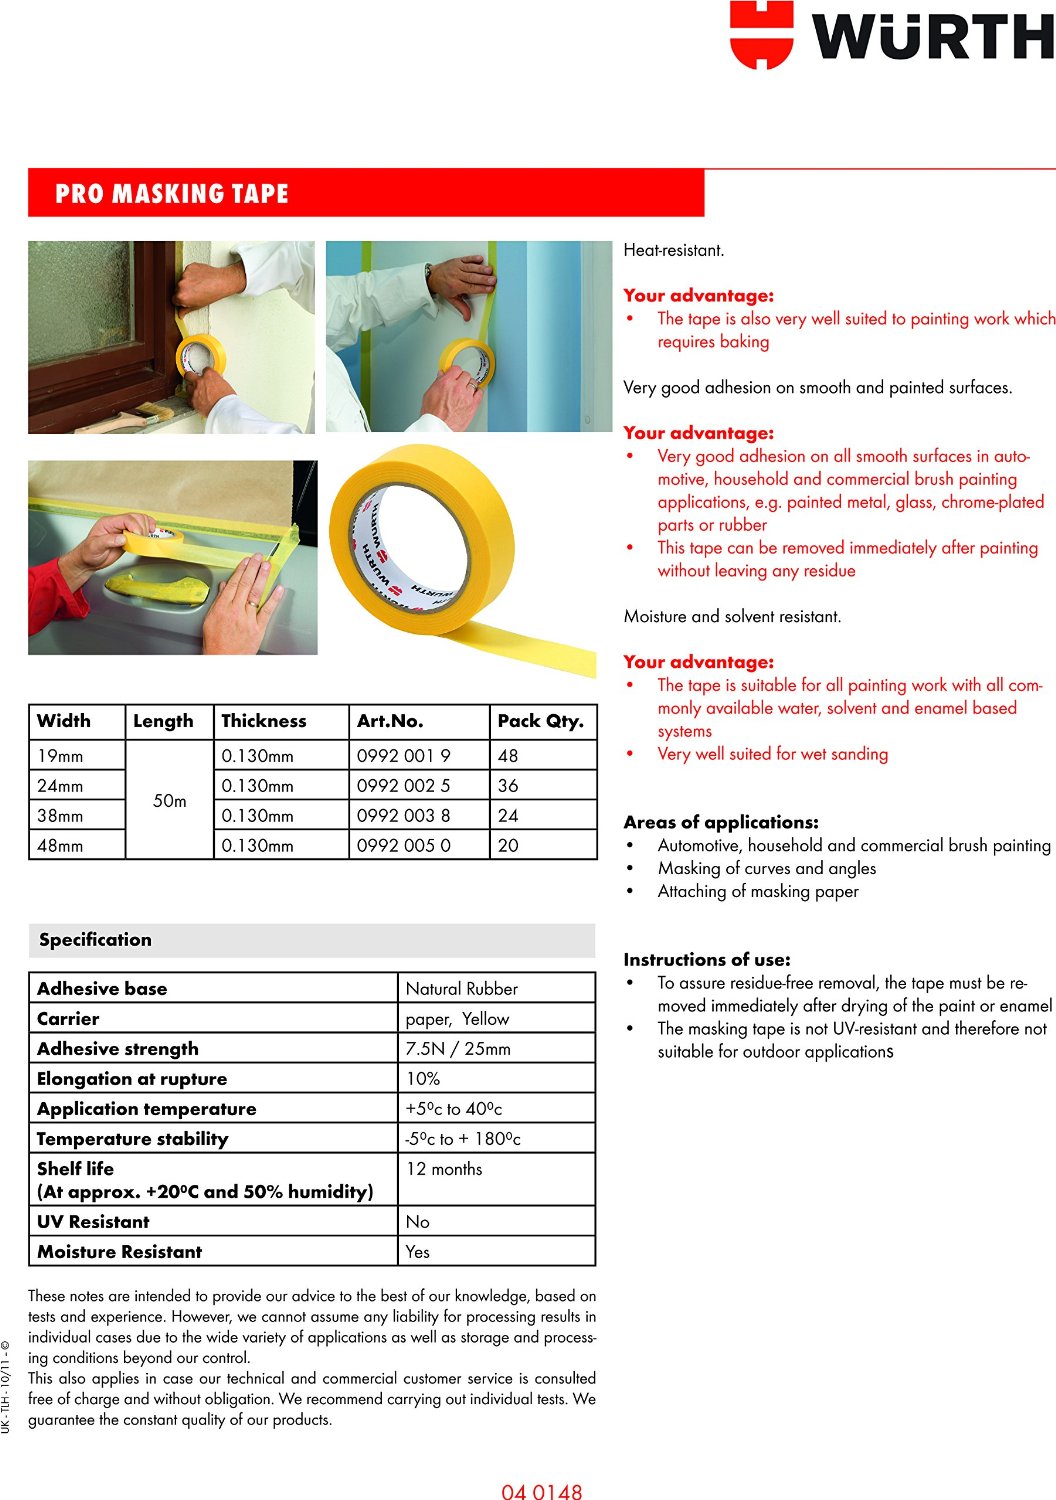 WÜRTH
PRO MASKING TAPE
Heat-resistant.
Your advantage:
• The tape is also very well suited to painting work which
requires baking
Very good adhesion on smooth and painted surfaces.
Your advantage:
• Very good adhesion on all smooth surfaces in auto-
motive, household and commercial brush painting
applications, e.g. painted metal, glass, chrome-plated
parts or rubber
• This tape can be removed immediately after painting
without leaving any residue
Moisture and solvent resistant.
Your advantage:
• The tape is suitable for all painting work with all com-
monly available water, solvent and enamel based
systems
• Very well suited for wet sanding
Areas of applications:
• Automotive, household and commercial brush painting
• Masking of curves and angles
• Attaching of masking paper
Instructions of use:
• To assure residue-free removal, the tape must be re-
moved immediately after drying of the paint or enamel
• The masking tape is not UV-resistant and therefore not
suitable for outdoor applications
WÜRTH
WÜRTH
WÜRTH
Width Length Thickness Art.No. Pack Qty.
19mm 50m 0.130mm 0992 001 9 48
24mm 0.130mm 0992 002 5 36
38mm 0.130mm 0992 003 8 24
48mm 0.130mm 0992 005 0 20
Specification
Adhesive base Natural Rubber
Carrier paper, Yellow
Adhesive strength 7.5N / 25mm
Elongation at rupture 10%
Application temperature +5⁰c to 40⁰c
Temperature stability -5⁰c to + 180⁰c
Shelf life 12 months
(At approx. +20⁰C and 50% humidity)
UV Resistant No
Moisture Resistant Yes
These notes are intended to provide our advice to the best of our knowledge, based on
tests and experience. However, we cannot assume any liability for processing results in
individual cases due to the wide variety of applications as well as storage and process-
ing conditions beyond our control.
This also applies in case our technical and commercial customer service is consulted
free of charge and without obligation. We recommend carrying out individual tests. We
guarantee the constant quality of our products.
UK - TLH - 10/11 - ©
04 0148